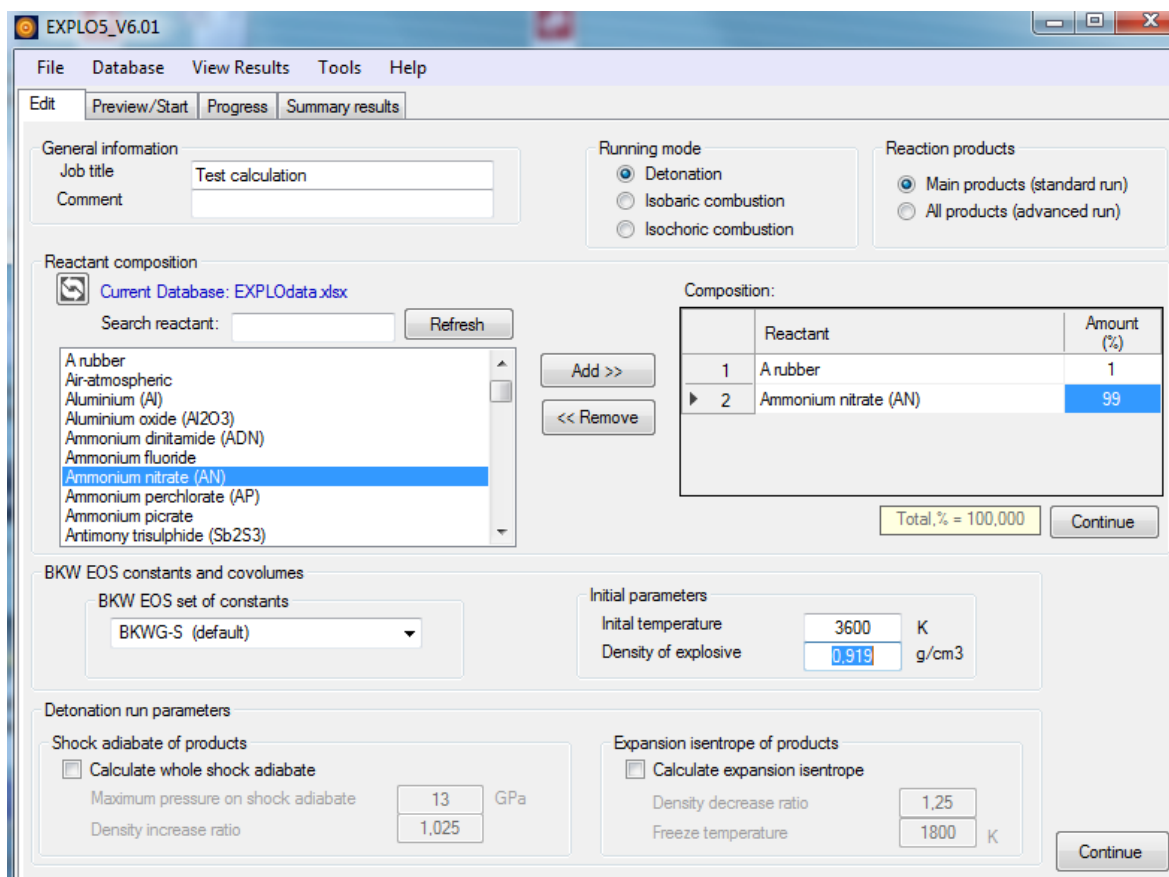 EXPLO5_V6.01
File Database View Results Tools Help
Edit Preview/Start Progress Summary results
General information
Job title Test calculation
Comment
Running mode
Detonation
Isobaric combustion
Isochoric combustion
Reaction products
Main products (standard run)
All products (advanced run)
Reactant composition
Current Database: EXPLOdata.xlsx
Search reactant: Refresh
A rubber
Air-atmospheric
Aluminium (Al)
Aluminium oxide (Al2O3)
Ammonium dinitamide (ADN)
Ammonium fluoride
Ammonium nitrate (AN)
Ammonium perchlorate (AP)
Ammonium picrate
Antimony trisulphide (Sb2S3)
Add >>
<< Remove
Composition:
Reactant Amount (%)
1 A rubber 1
2 Ammonium nitrate (AN) 99
Total,% = 100,000 Continue
BKW EOS constants and covolumes
BKW EOS set of constants
BKWG-S (default)
Initial parameters
Inital temperature 3600 K
Density of explosive 0,919 g/cm3
Detonation run parameters
Shock adiabate of products
Calculate whole shock adiabate
Maximum pressure on shock adiabate 13 GPa
Density increase ratio 1,025
Expansion isentrope of products
Calculate expansion isentrope
Density decrease ratio 1,25
Freeze temperature 1800 K
Continue